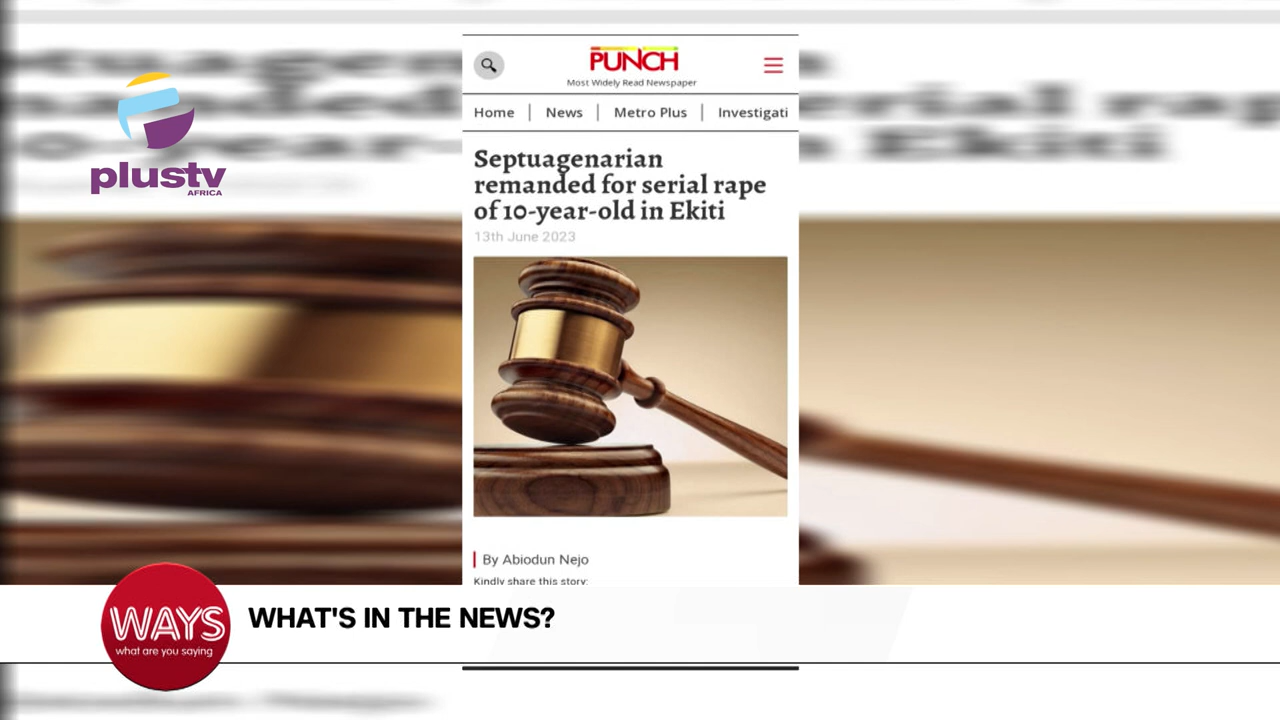 plustv
AFRICA
PUNCH
Most Widely Read Newspaper
Home | News | Metro Plus | Investigati
Septuagenarian
remanded for serial rape
of 10-year-old in Ekiti
13th June 2023
By Abiodun Nejo
Kindly share this story:
WAYS
what are you saying
WHAT'S IN THE NEWS?